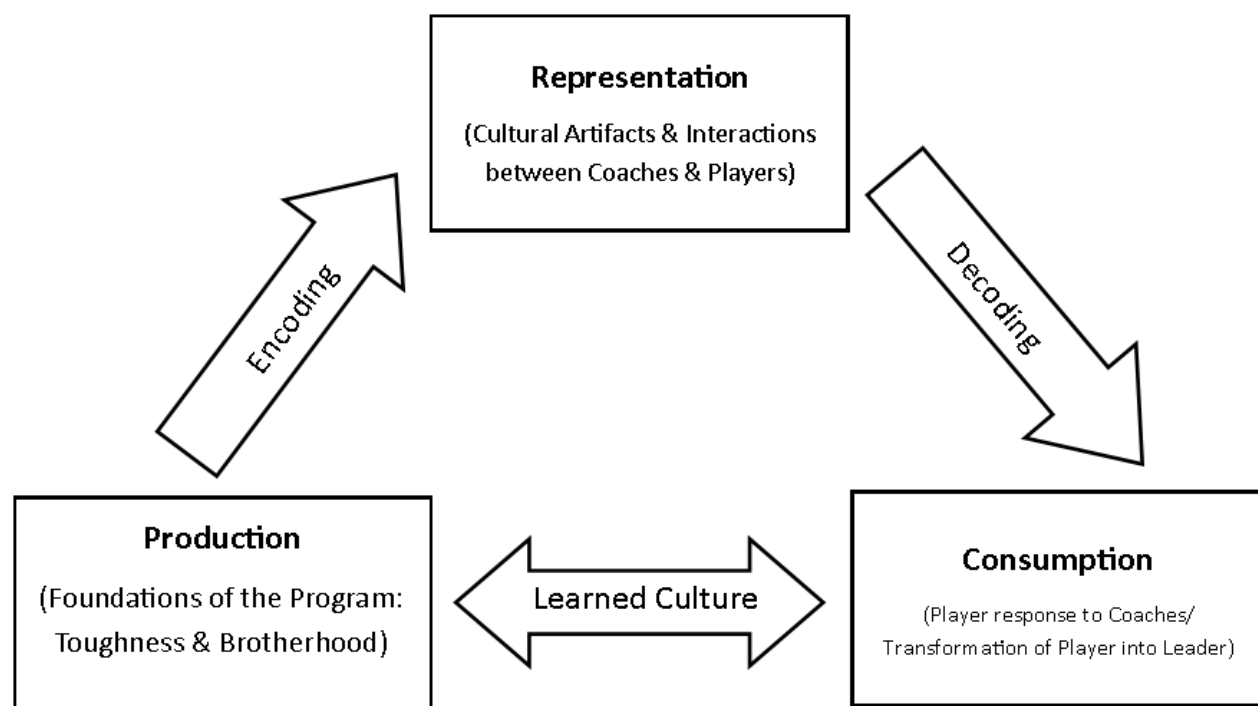 Representation
(Cultural Artifacts & Interactions
between Coaches & Players)
Encoding
Decoding
Production
(Foundations of the Program:
Toughness & Brotherhood)
Learned Culture
Consumption
(Player response to Coaches/
Transformation of Player into Leader)